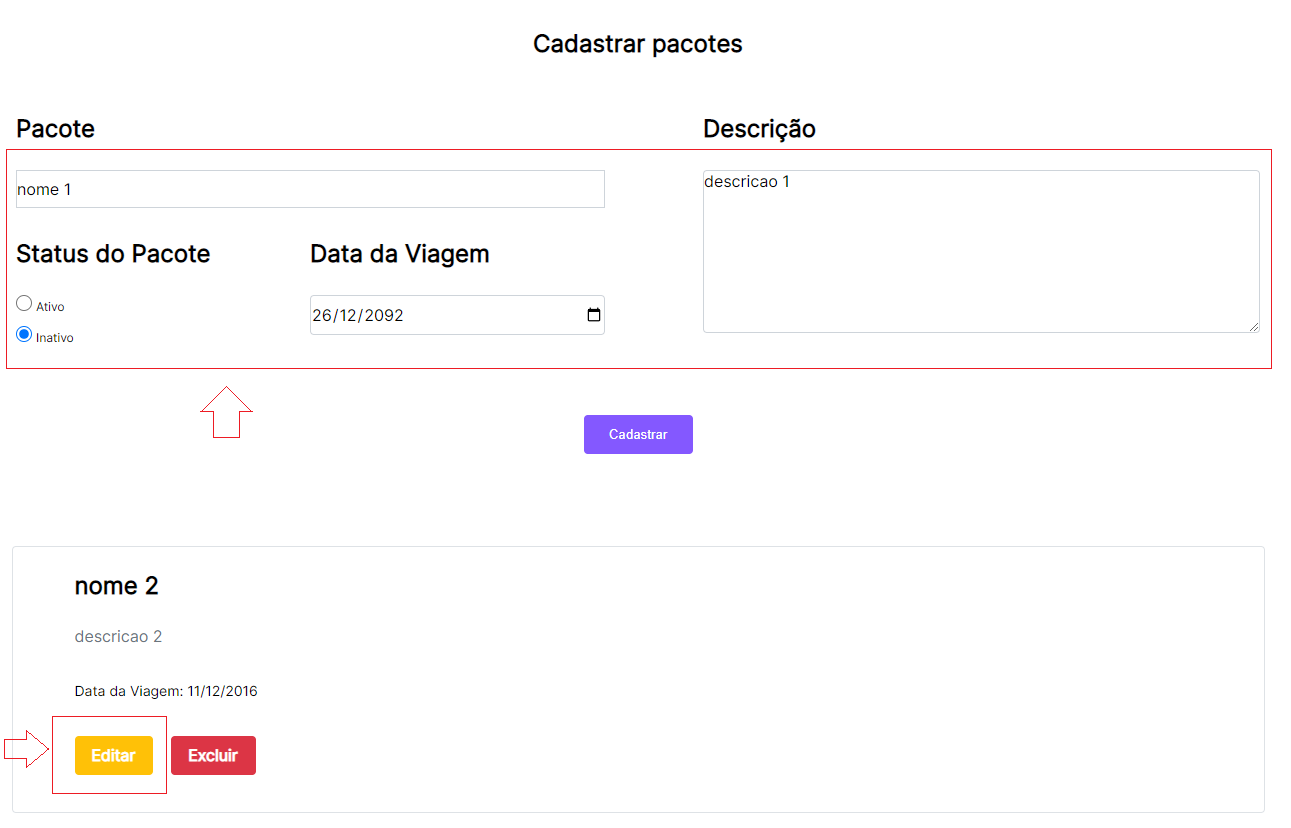 Cadastrar pacotes
Pacote
nome 1
Status do Pacote
Ativo
Inativo
Data da Viagem
26/12/2092
Descrição
descricao 1
Cadastrar
nome 2
descricao 2
Data da Viagem: 11/12/2016
Editar
Excluir